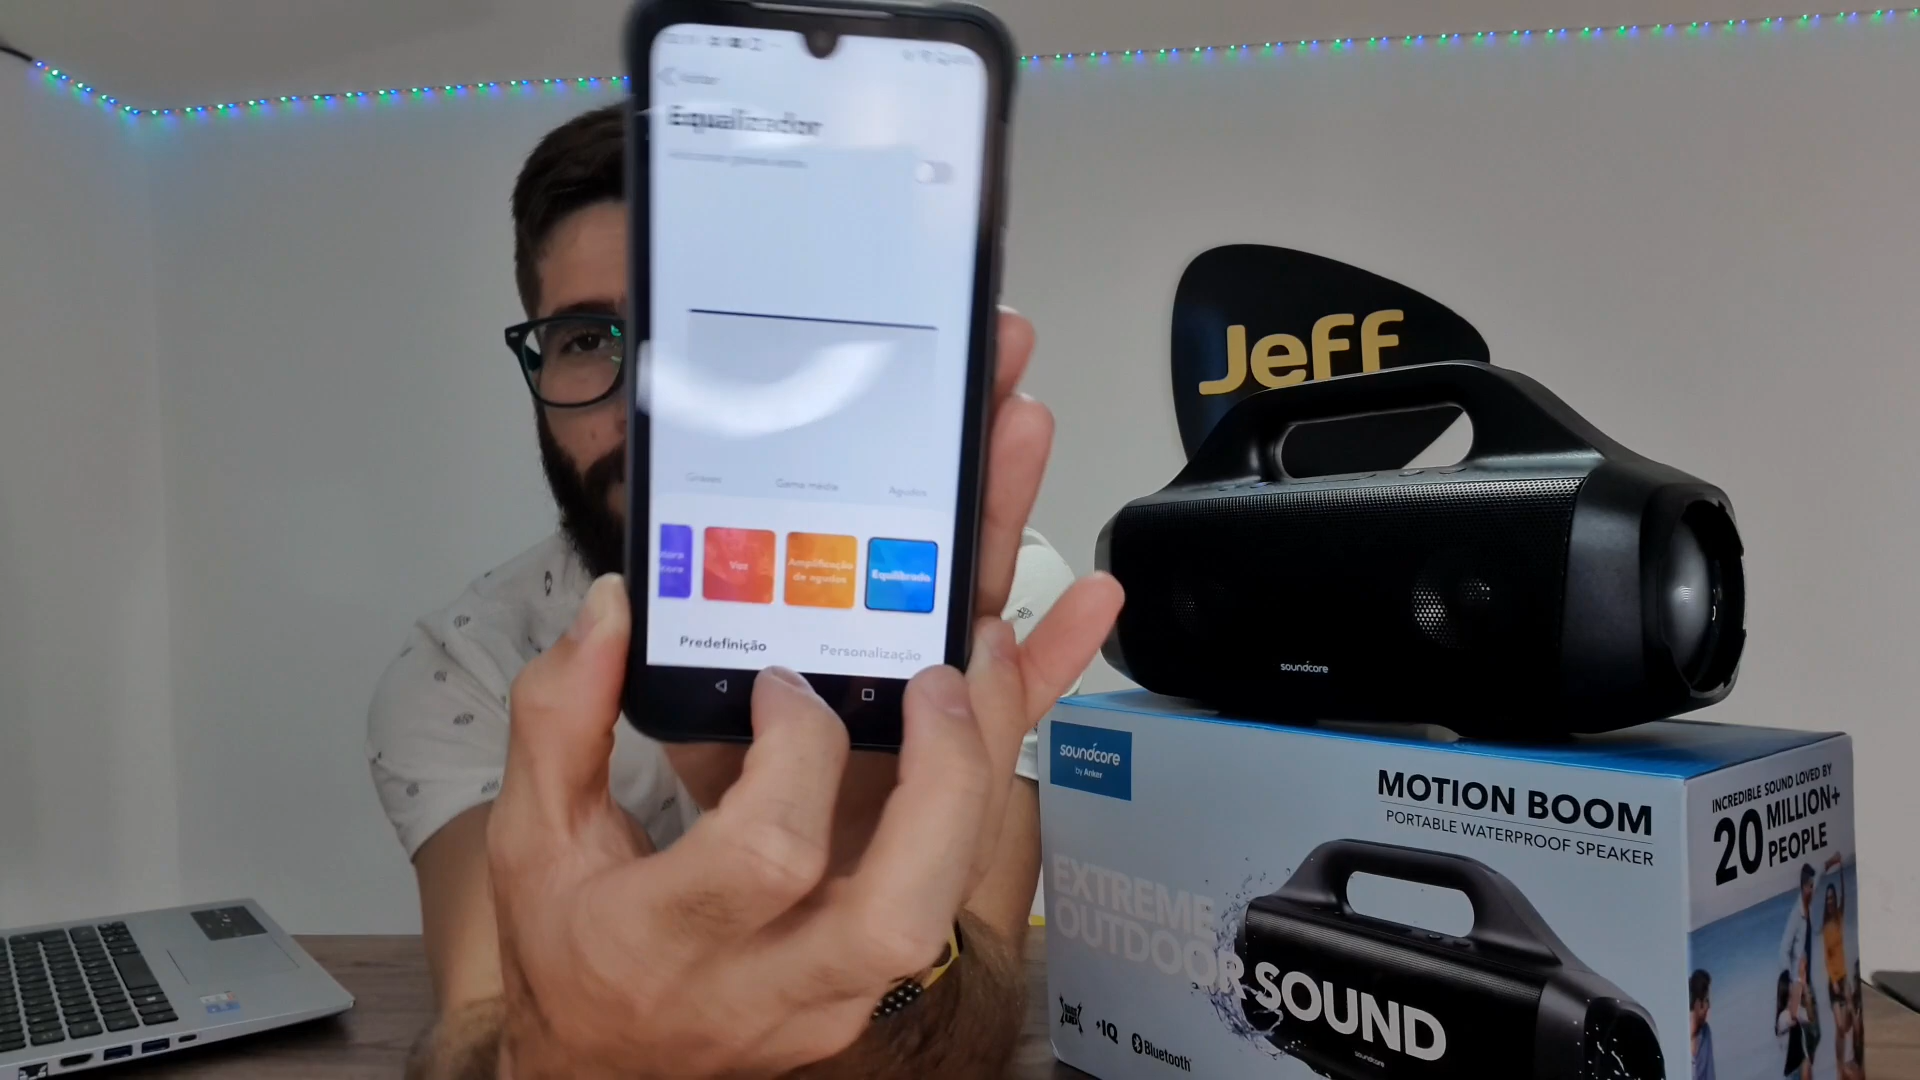 Equalizador
Graves
Gama média
Agudos
Voz
Amplificação
de agudos
Equilibrado
Predefinição
Personalização
Jeff
soundcore
soundcore
by Anker
MOTION BOOM
PORTABLE WATERPROOF SPEAKER
EXTREME
OUTDOOR
SOUND
soundcore
IQ
Bluetooth
INCREDIBLE SOUND LOVED BY
20 MILLION+
PEOPLE